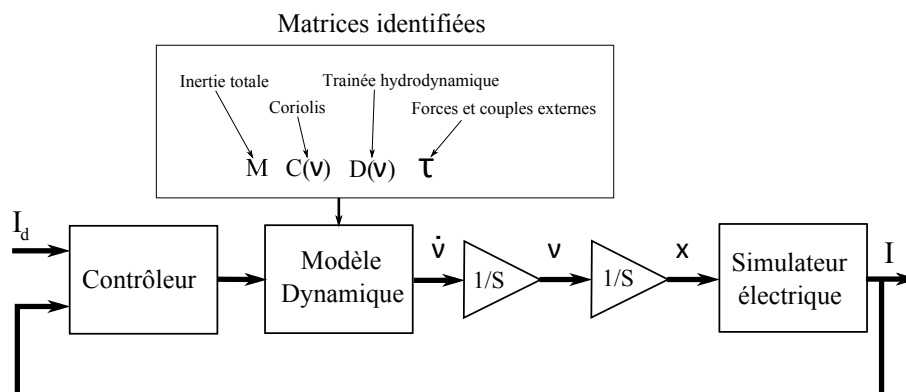 Matrices identifiées
Inertie totale
Trainée hydrodynamique
Coriolis
Forces et couples externes
M C(ν) D(ν) τ
I_d
Contrôleur
Modèle
Dynamique
ν̇
1/S
ν
1/S
x
Simulateur
électrique
I